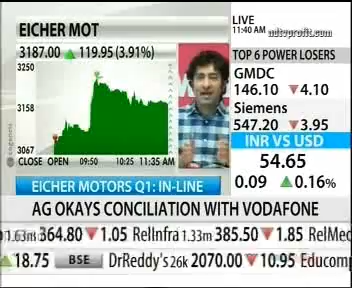 EICHER MOT
3187.00 ▲ 119.95 (3.91%)
3250
3158
3067
CLOSE OPEN 09:50 10:25 11:35 AM
EICHER MOTORS Q1: IN-LINE
LIVE
11:40 AM ndtvprofit.com
TOP 6 POWER LOSERS
GMDC
146.10 ▼4.10
Siemens
547.20 ▼3.95
INR VS USD
54.65
0.09 ▲0.16%
AG OKAYS CONCILIATION WITH VODAFONE
1.63m 364.80 ▼ 1.05 RelInfra 1.33m 385.50 ▼ 1.85 RelMed
▲ 18.75 BSE DrReddy's 26k 2070.00 ▼ 10.95 Educomp